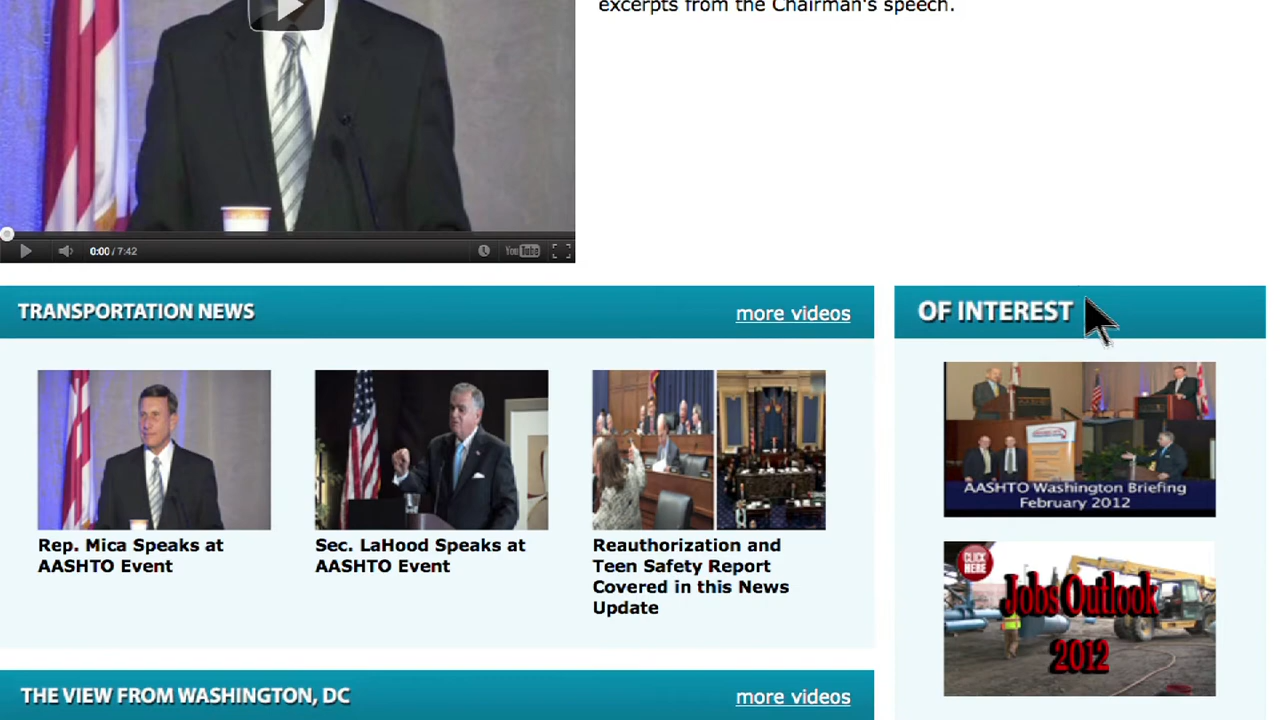 excerpts from the Chairman's speech.
0:00 / 7:42
YouTube
TRANSPORTATION NEWS
more videos
OF INTEREST
Rep. Mica Speaks at
AASHTO Event
Sec. LaHood Speaks at
AASHTO Event
Reauthorization and
Teen Safety Report
Covered in this News
Update
AASHTO Washington Briefing
February 2012
CLICK
HERE
Jobs Outlook
2012
THE VIEW FROM WASHINGTON, DC
more videos